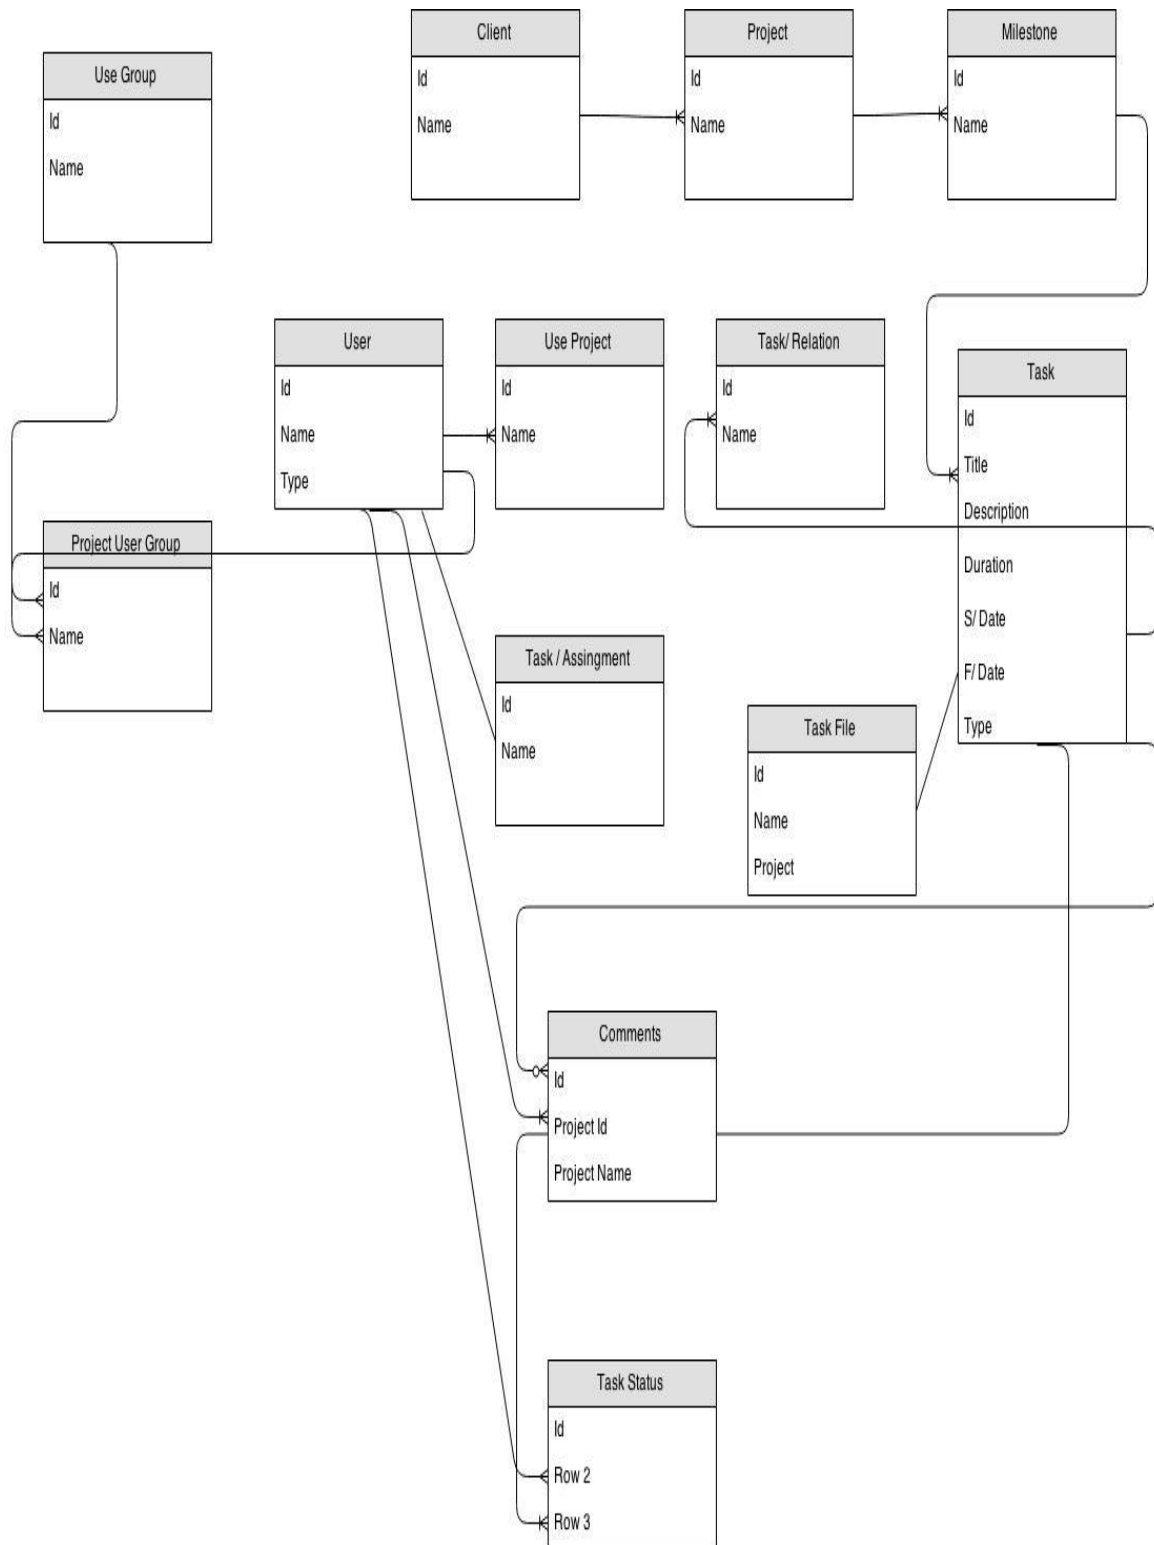 Client
Id
Name
Project
Id
Name
Milestone
Id
Name
Use Group
Id
Name
User
Id
Name
Type
Use Project
Id
Name
Task/ Relation
Id
Name
Task
Id
Title
Description
Duration
S/ Date
F/ Date
Type
Project User Group
Id
Name
Task / Assingment
Id
Name
Task File
Id
Name
Project
Comments
Id
Project Id
Project Name
Task Status
Id
Row 2
Row 3